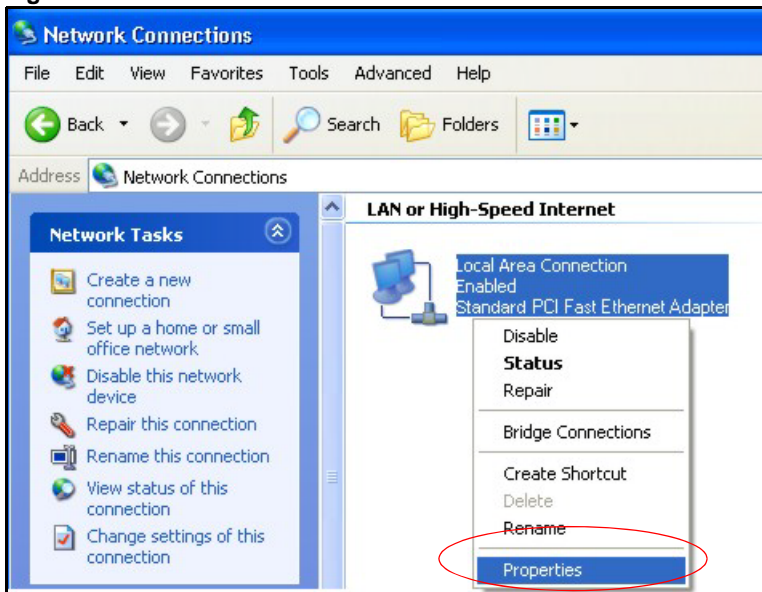 Network Connections
File Edit View Favorites Tools Advanced Help
Back Search Folders
Address Network Connections
Network Tasks
Create a new
connection
Set up a home or small
office network
Disable this network
device
Repair this connection
Rename this connection
View status of this
connection
Change settings of this
connection
LAN or High-Speed Internet
Local Area Connection
Enabled
Standard PCI Fast Ethernet Adapter
Disable
Status
Repair
Bridge Connections
Create Shortcut
Delete
Rename
Properties